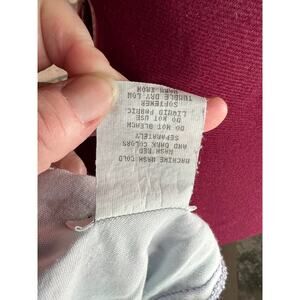 MACHINE WASH COLD
WASH RED
AND DARK COLORS
SEPARATELY
DO NOT BLEACH
DO NOT USE
LIQUID FABRIC
SOFTENER
TUMBLE DRY LOW
WARM IRON